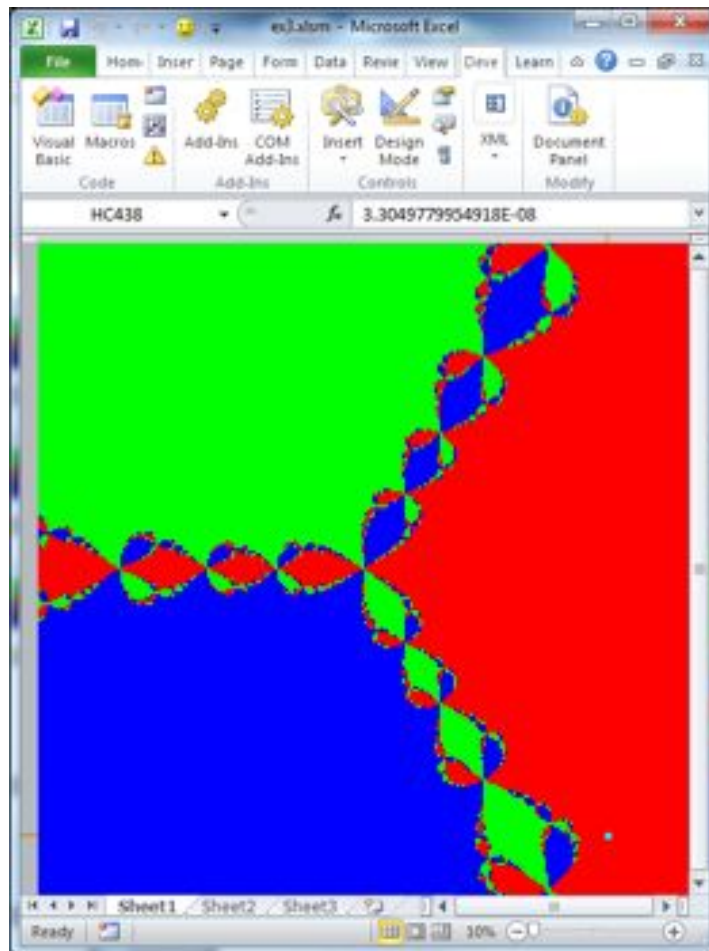 es3.xlsm - Microsoft Excel
File Hom Inser Page Form Data Revie View Deve Learn
Visual Basic Macros Add-Ins COM Add-Ins Insert Design Mode XML Document Panel
Code Add-Ins Controls Modify
HC438 3.3049779954918E-08
Sheet1 Sheet2 Sheet3
Ready 10%